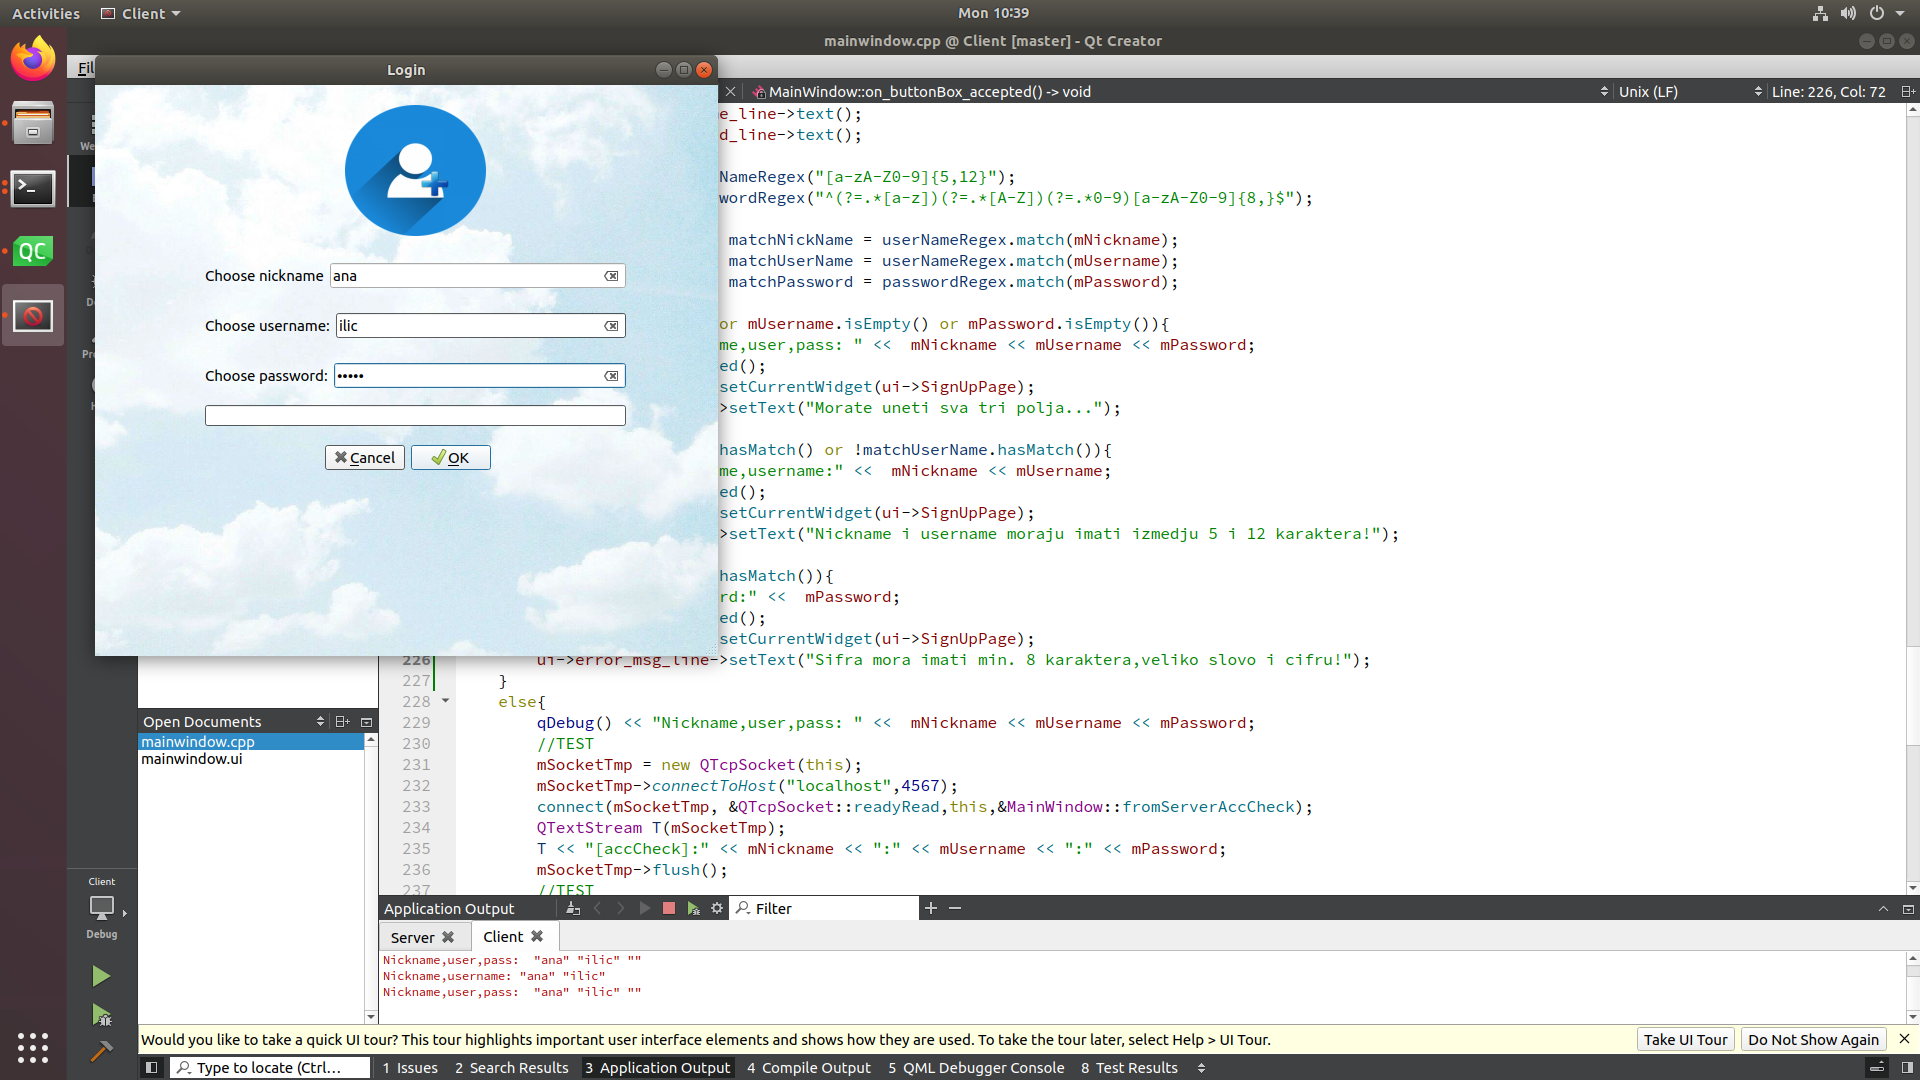 Activities
Client
Mon 10:39
mainwindow.cpp @ Client [master] - Qt Creator
Fil
Login
MainWindow::on_buttonBox_accepted() -> void
Unix (LF)
Line: 226, Col: 72
Choose nickname
ana
Choose username:
ilic
Choose password:
•••••
Cancel
OK
e_line->text();
d_line->text();
NameRegex("[a-zA-Z0-9]{5,12}");
wordRegex("^(?=.*[a-z])(?=.*[A-Z])(?=.*0-9)[a-zA-Z0-9]{8,}$");
matchNickName = userNameRegex.match(mNickname);
matchUserName = userNameRegex.match(mUsername);
matchPassword = passwordRegex.match(mPassword);
or mUsername.isEmpty() or mPassword.isEmpty()){
me,user,pass: " <<  mNickname << mUsername << mPassword;
ed();
setCurrentWidget(ui->SignUpPage);
>setText("Morate uneti sva tri polja...");
hasMatch() or !matchUserName.hasMatch()){
me,username:" <<  mNickname << mUsername;
ed();
setCurrentWidget(ui->SignUpPage);
>setText("Nickname i username moraju imati izmedju 5 i 12 karaktera!");
hasMatch()){
rd:" <<  mPassword;
ed();
setCurrentWidget(ui->SignUpPage);
226 ui->error_msg_line->setText("Sifra mora imati min. 8 karaktera,veliko slovo i cifru!");
227 }
228 else{
229 qDebug() << "Nickname,user,pass: " <<  mNickname << mUsername << mPassword;
230 //TEST
231 mSocketTmp = new QTcpSocket(this);
232 mSocketTmp->connectToHost("localhost",4567);
233 connect(mSocketTmp, &QTcpSocket::readyRead,this,&MainWindow::fromServerAccCheck);
234 QTextStream T(mSocketTmp);
235 T << "[accCheck]:" << mNickname << ":" << mUsername << ":" << mPassword;
236 mSocketTmp->flush();
237 //TEST
Open Documents
mainwindow.cpp
mainwindow.ui
Client
Debug
Application Output
Filter
Server
Client
Nickname,user,pass:  "ana" "ilic" ""
Nickname,username: "ana" "ilic"
Nickname,user,pass:  "ana" "ilic" ""
Would you like to take a quick UI tour? This tour highlights important user interface elements and shows how they are used. To take the tour later, select Help > UI Tour.
Take UI Tour
Do Not Show Again
Type to locate (Ctrl...
1 Issues
2 Search Results
3 Application Output
4 Compile Output
5 QML Debugger Console
8 Test Results